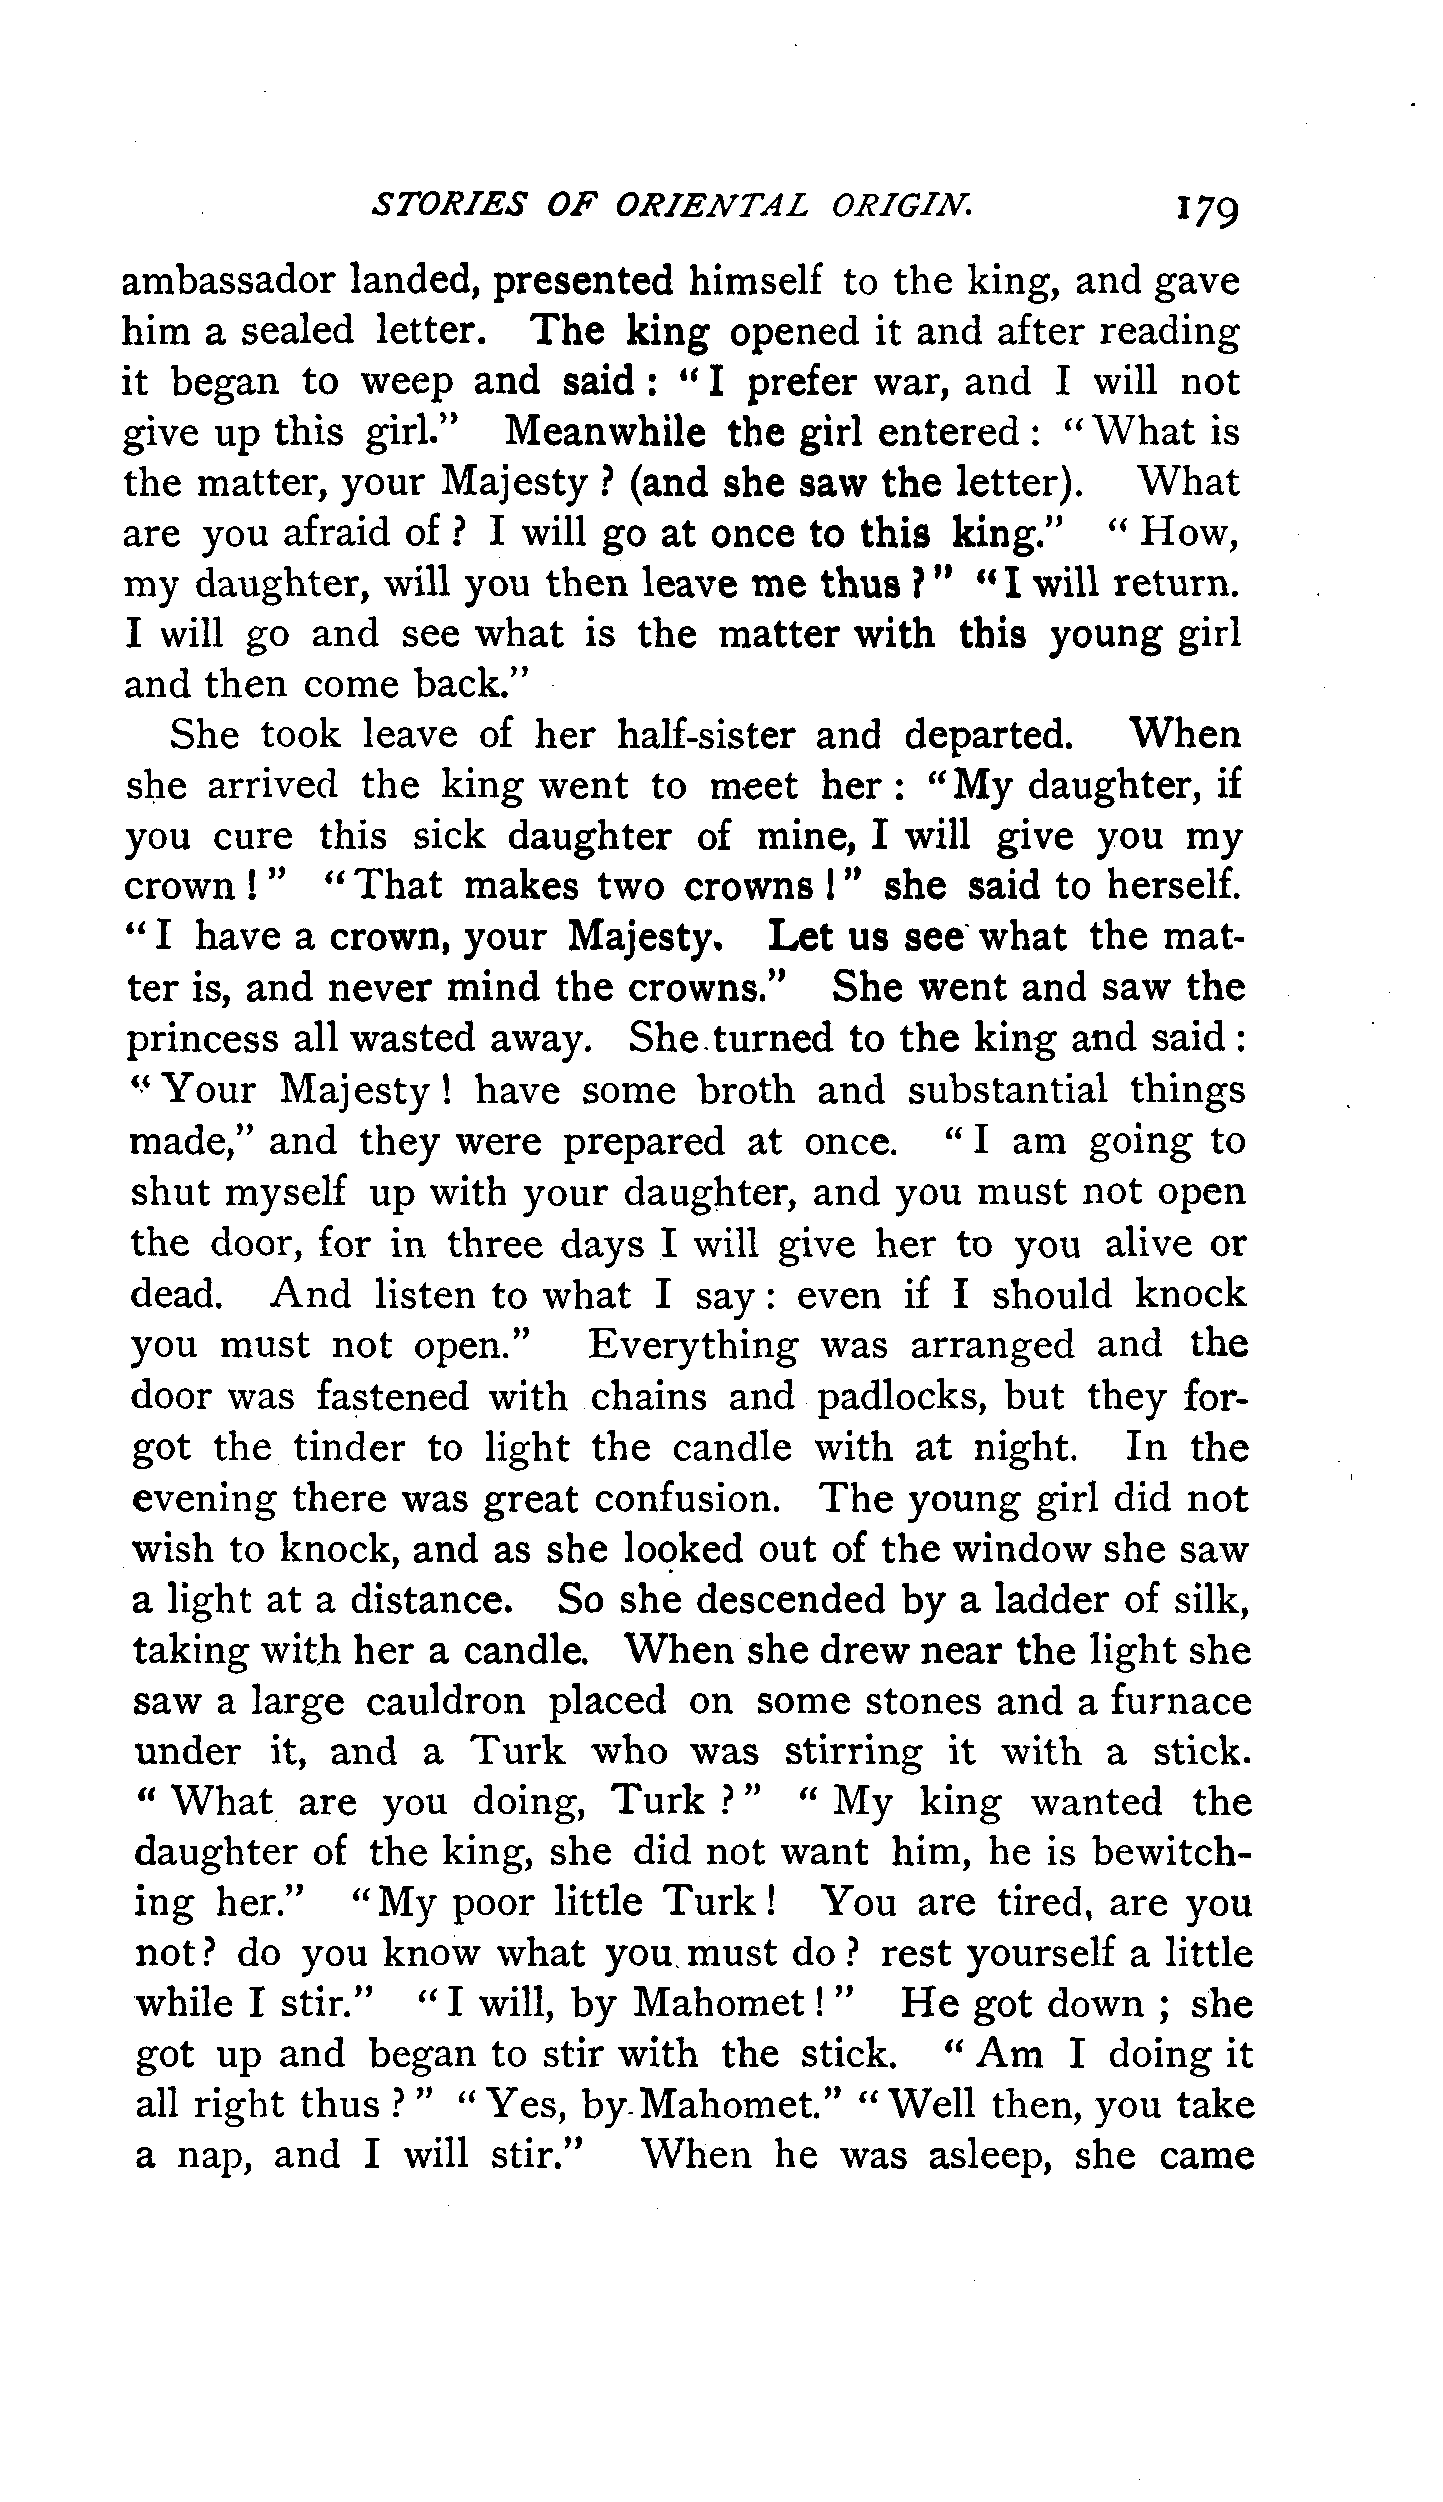 STORIES OF ORIENTAL ORIGIN. 179
ambassador landed, presented himself to the king, and gave
him a sealed letter. The king opened it and after reading
it began to weep and said : "I prefer war, and I will not
give up this girl." Meanwhile the girl entered : "What is
the matter, your Majesty ? (and she saw the letter). What
are you afraid of ? I will go at once to this king." "How,
my daughter, will you then leave me thus ?" "I will return.
I will go and see what is the matter with this young girl
and then come back."
She took leave of her half-sister and departed. When
she arrived the king went to meet her : "My daughter, if
you cure this sick daughter of mine, I will give you my
crown !" "That makes two crowns !" she said to herself.
"I have a crown, your Majesty. Let us see what the mat-
ter is, and never mind the crowns." She went and saw the
princess all wasted away. She turned to the king and said :
"Your Majesty ! have some broth and substantial things
made," and they were prepared at once. "I am going to
shut myself up with your daughter, and you must not open
the door, for in three days I will give her to you alive or
dead. And listen to what I say : even if I should knock
you must not open." Everything was arranged and the
door was fastened with chains and padlocks, but they for-
got the tinder to light the candle with at night. In the
evening there was great confusion. The young girl did not
wish to knock, and as she looked out of the window she saw
a light at a distance. So she descended by a ladder of silk,
taking with her a candle. When she drew near the light she
saw a large cauldron placed on some stones and a furnace
under it, and a Turk who was stirring it with a stick.
"What are you doing, Turk ?" "My king wanted the
daughter of the king, she did not want him, he is bewitch-
ing her." "My poor little Turk ! You are tired, are you
not ? do you know what you must do ? rest yourself a little
while I stir." "I will, by Mahomet !" He got down ; she
got up and began to stir with the stick. "Am I doing it
all right thus ?" "Yes, by Mahomet." "Well then, you take
a nap, and I will stir." When he was asleep, she came